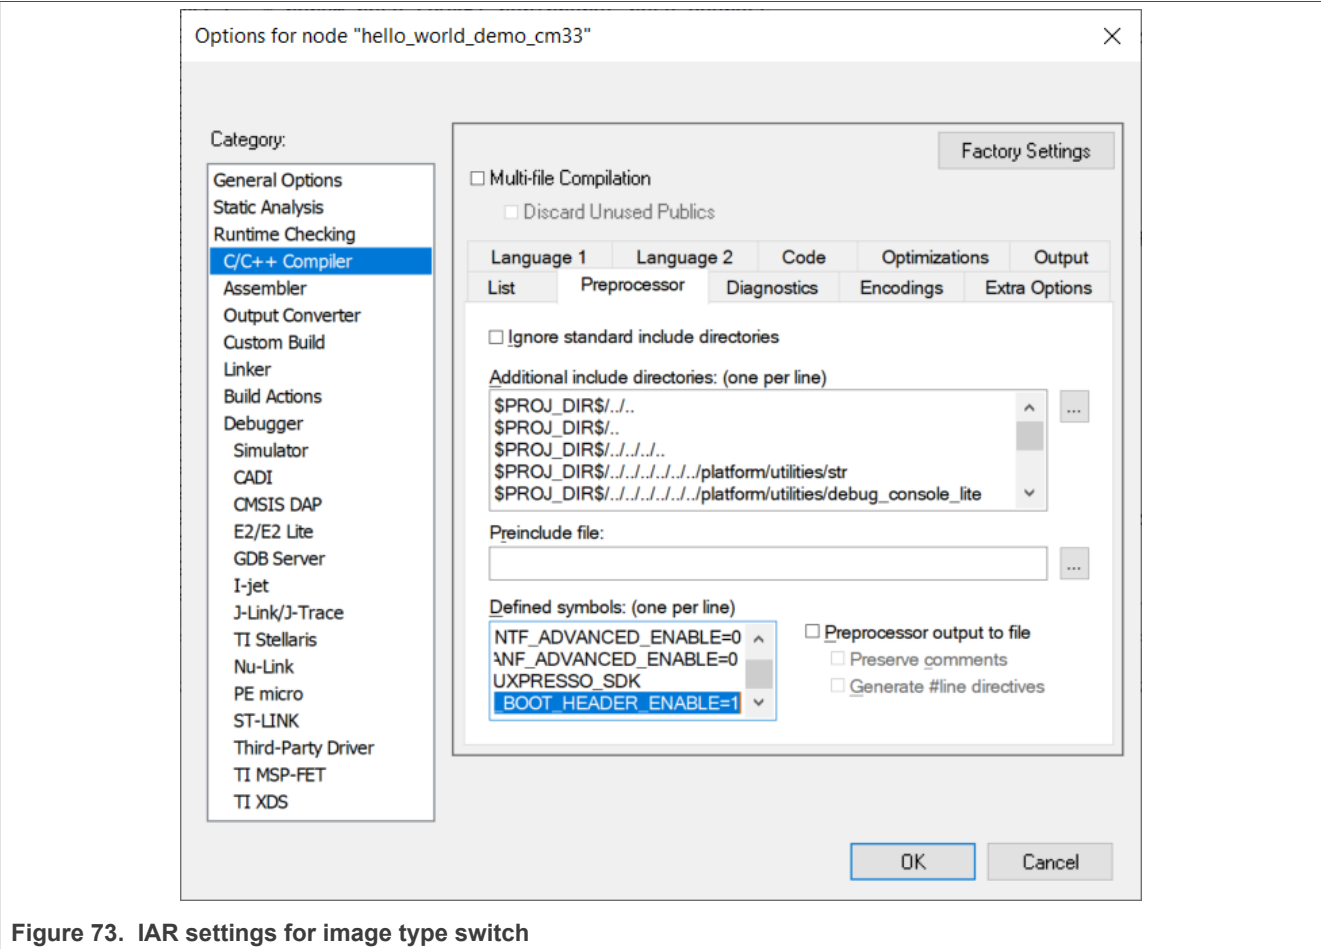 Options for node "hello_world_demo_cm33"
Category:
General Options
Static Analysis
Runtime Checking
C/C++ Compiler
Assembler
Output Converter
Custom Build
Linker
Build Actions
Debugger
Simulator
CADI
CMSIS DAP
E2/E2 Lite
GDB Server
I-jet
J-Link/J-Trace
TI Stellaris
Nu-Link
PE micro
ST-LINK
Third-Party Driver
TI MSP-FET
TI XDS
Factory Settings
Multi-file Compilation
Discard Unused Publics
Language 1 Language 2 Code Optimizations Output
List Preprocessor Diagnostics Encodings Extra Options
Ignore standard include directories
Additional include directories: (one per line)
$PROJ_DIR$/../..
$PROJ_DIR$/..
$PROJ_DIR$/../../../..
$PROJ_DIR$/../../../../../../../platform/utilities/str
$PROJ_DIR$/../../../../../../../platform/utilities/debug_console_lite
...
Preinclude file:
...
Defined symbols: (one per line)
NTF_ADVANCED_ENABLE=0
ANF_ADVANCED_ENABLE=0
UXPRESSO_SDK
_BOOT_HEADER_ENABLE=1
Preprocessor output to file
Preserve comments
Generate #line directives
OK Cancel
Figure 73. IAR settings for image type switch